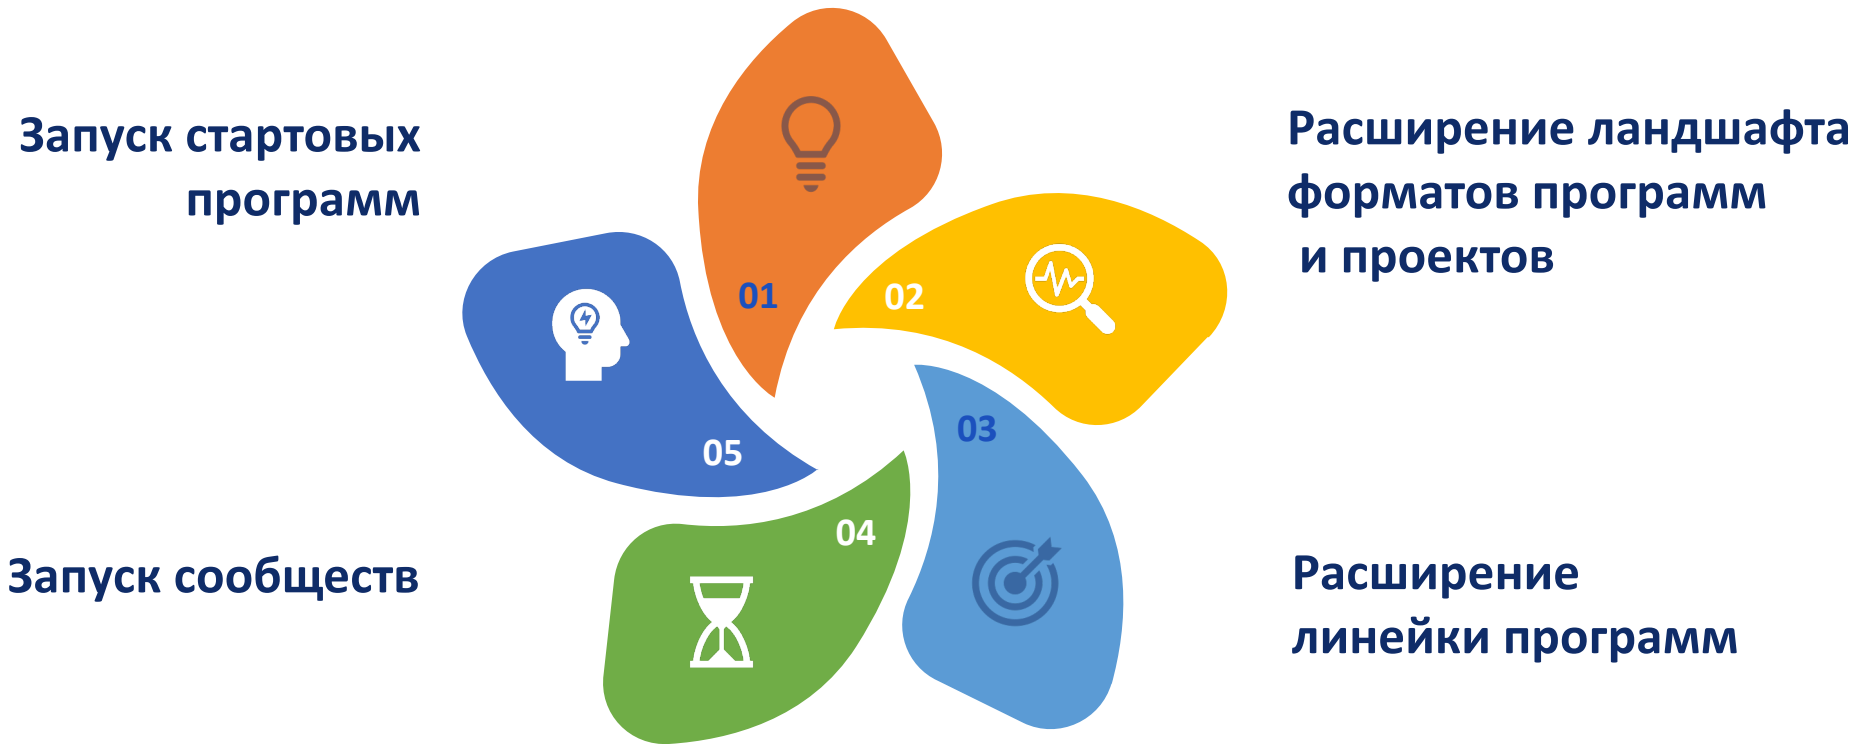 Запуск стартовых
программ
Расширение ландшафта
форматов программ
и проектов
01
02
03
04
05
Запуск сообществ
Расширение
линейки программ